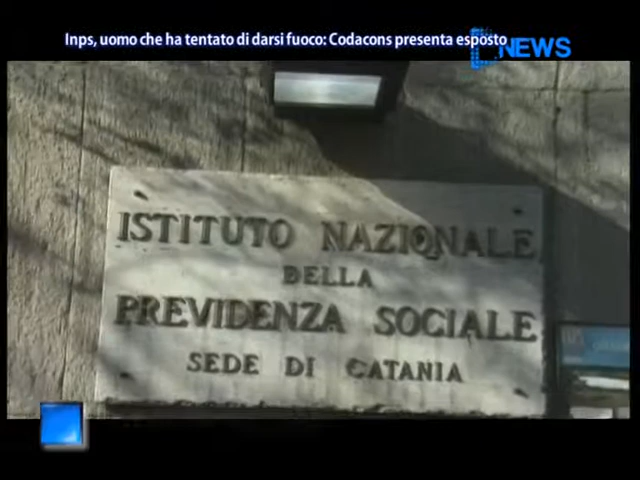 Inps, uomo che ha tentato di darsi fuoco: Codacons presenta esposto
NEWS
ISTITUTO NAZIONALE
DELLA
PREVIDENZA SOCIALE
SEDE DI CATANIA